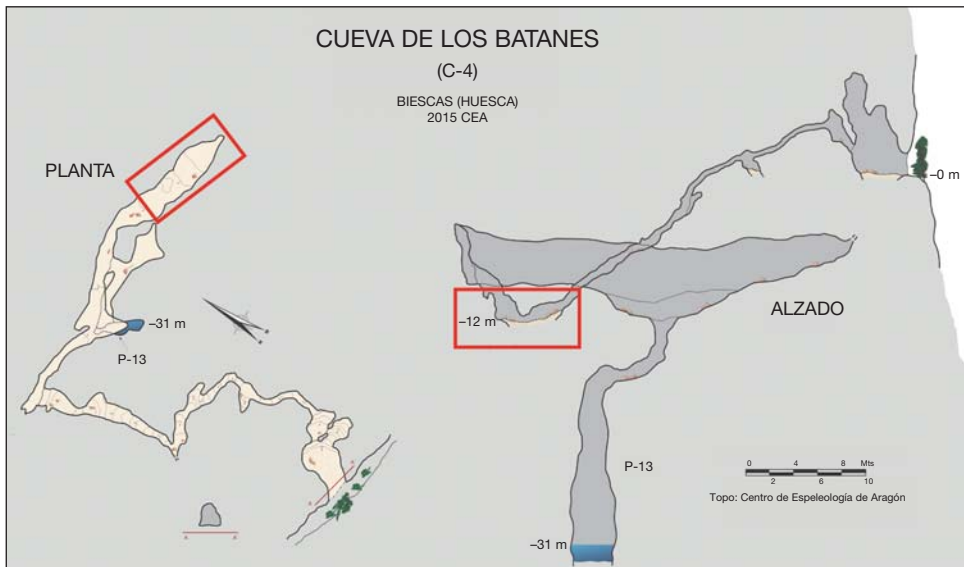 CUEVA DE LOS BATANES
(C-4)
BIESCAS (HUESCA)
2015 CEA
PLANTA
–31 m
P-13
–0 m
–12 m
ALZADO
P-13
–31 m
0 4 8 Mts
2 6 10
Topo: Centro de Espeleología de Aragón